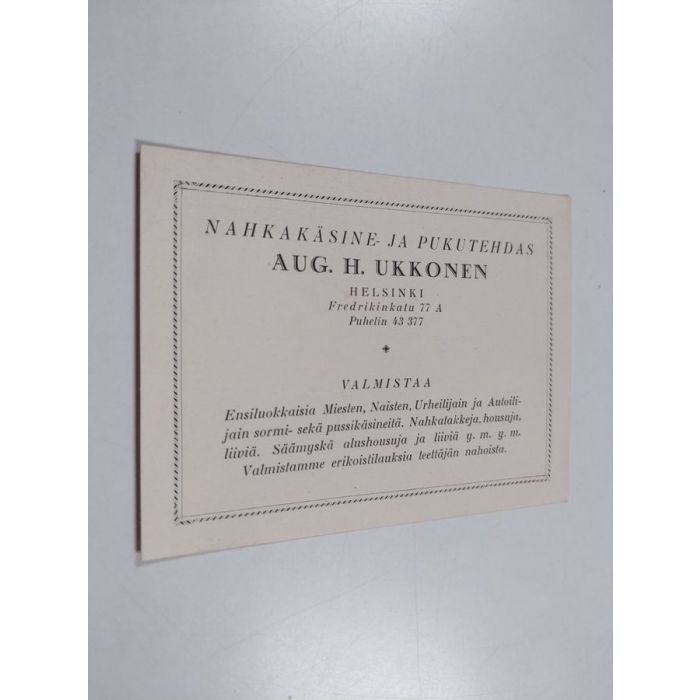 NAHKAKÄSINE- JA PUKUTEHDAS
AUG. H. UKKONEN
HELSINKI
Fredrikinkatu 77 A
Puhelin 43 377
VALMISTAA
Ensiluokkaisia Miesten, Naisten, Urheilijain ja Autoili-
jain sormi- sekä pussikäsineitä. Nahkatakkeja, housuja,
liiviä. Säämyskä alushousuja ja liiviä y. m. y. m.
Valmistamme erikoistilauksia teettäjän nahoista.